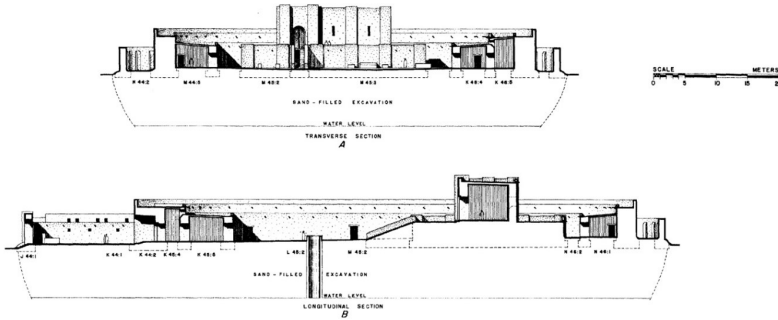 K 44:2 M 44:3 M 45:2 M 45:3 K 46:4 K 46:5
SCALE METERS
0 5 10 15
SAND-FILLED EXCAVATION
WATER LEVEL
TRANSVERSE SECTION
A
J 44:1 K 44:1 K 44:2 K 45:4 K 45:5 L 45:2 M 45:2 N 45:2 N 45:1
SAND-FILLED EXCAVATION
WATER LEVEL
LONGITUDINAL SECTION
B